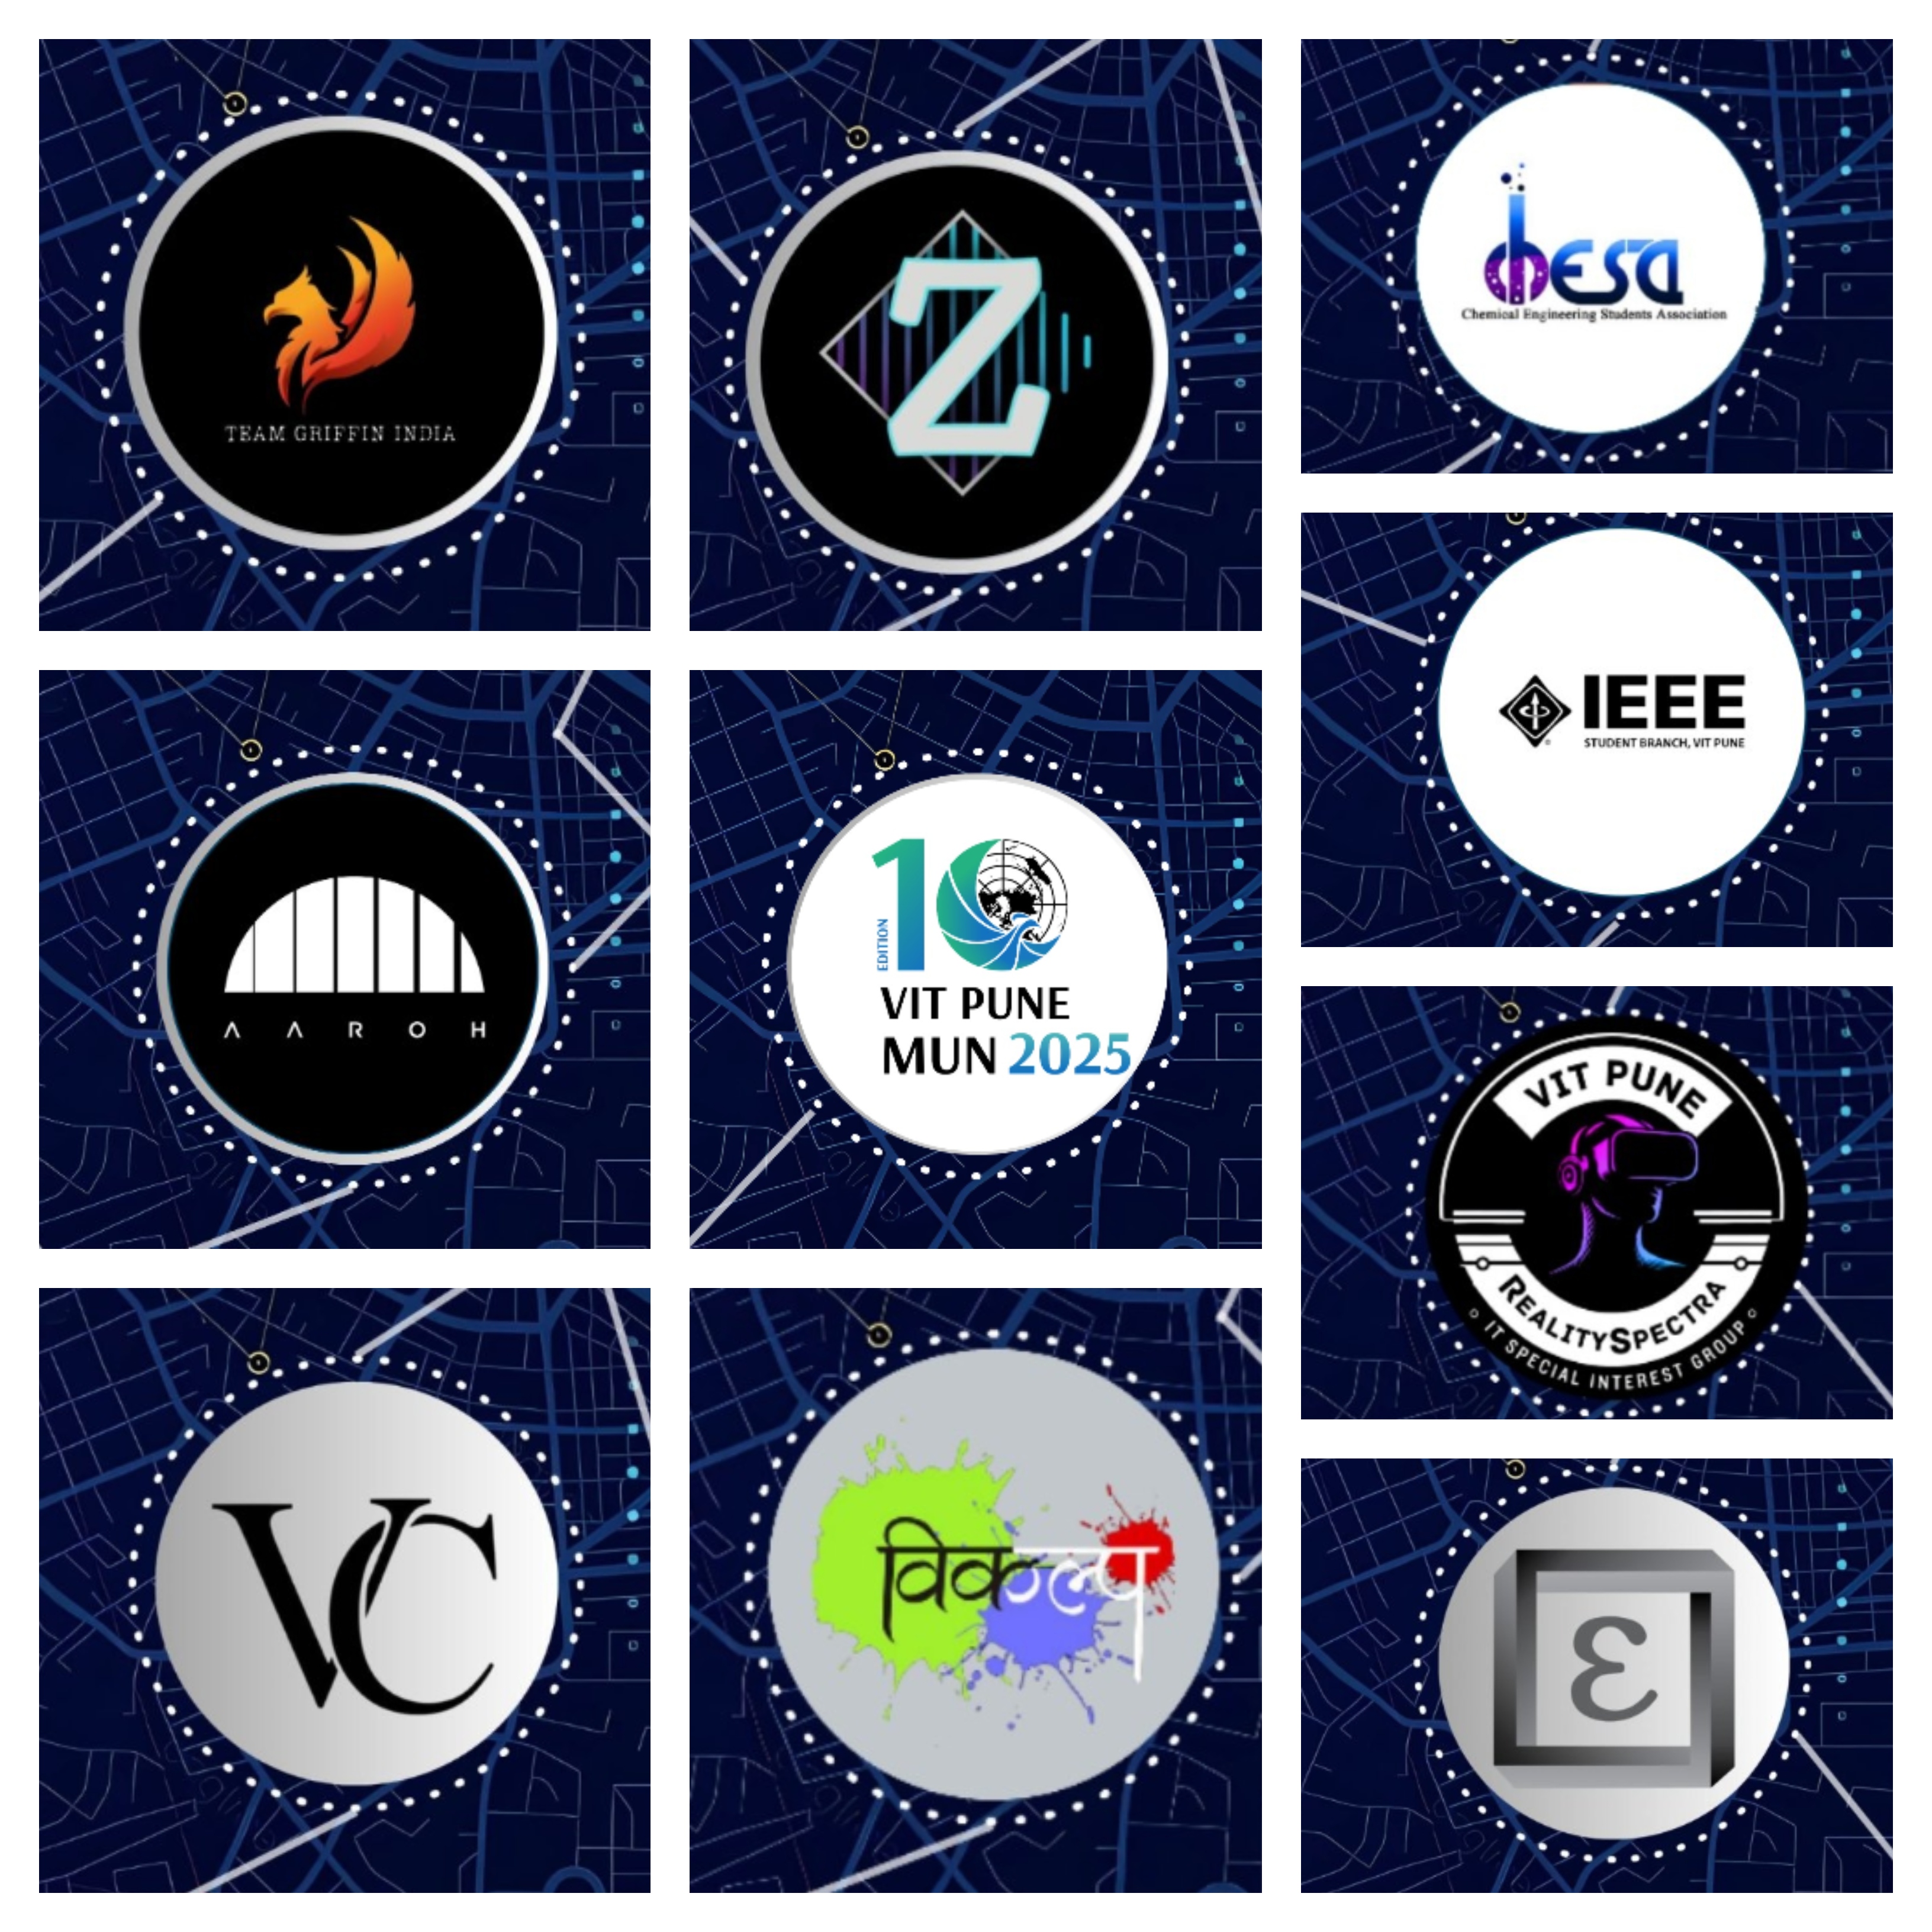 TEAM GRIFFIN INDIA
Z
chesa
Chemical Engineering Students Association
IEEE
STUDENT BRANCH, VIT PUNE
AAROH
EDITION 10
VIT PUNE
MUN 2025
VIT PUNE
REALITYSPECTRA
IT SPECIAL INTEREST GROUP
VC
विकल्प
ε